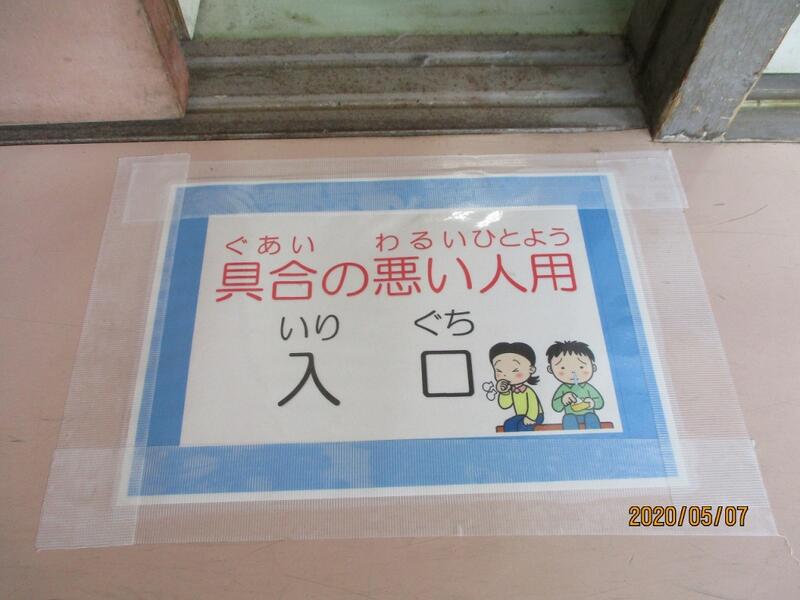 ぐあい わるいひとよう
具合の悪い人用
いり ぐち
入口
2020/05/07